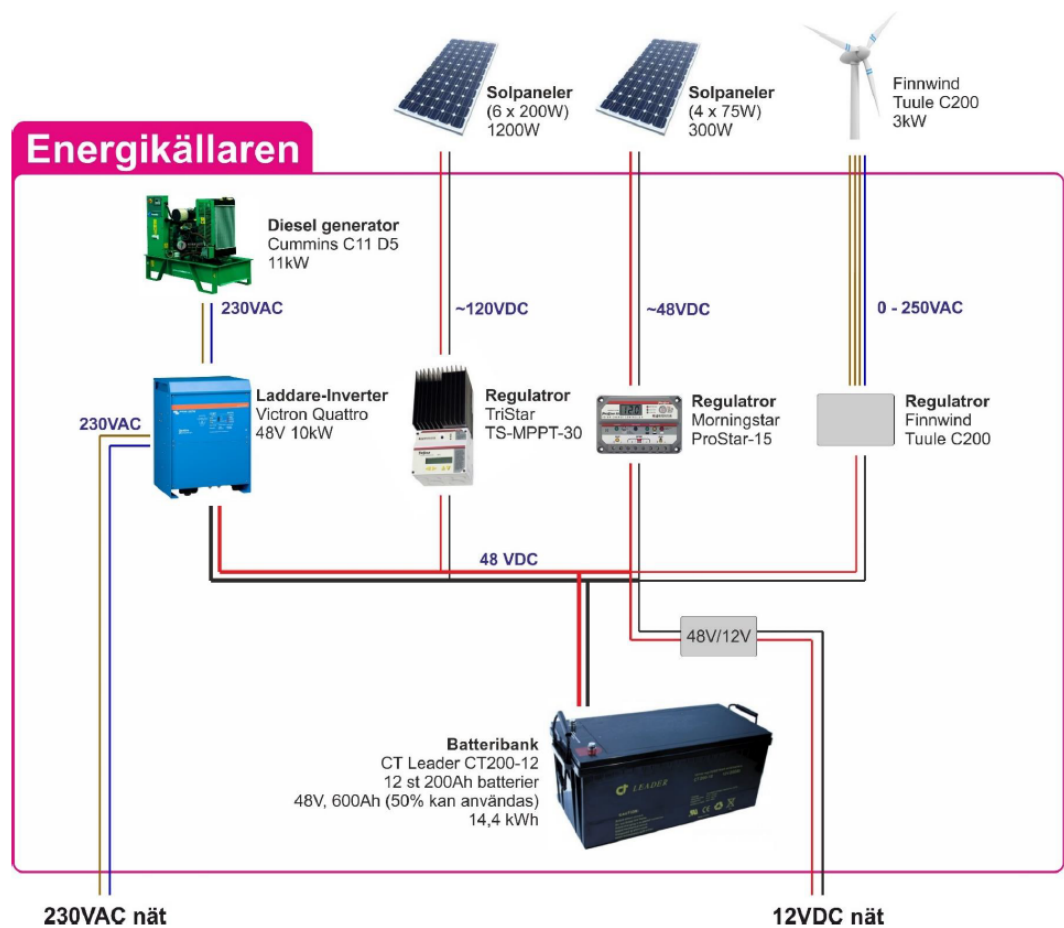 Solpaneler
(6 x 200W)
1200W
Solpaneler
(4 x 75W)
300W
Finnwind
Tuule C200
3kW
Energikällaren
Diesel generator
Cummins C11 D5
11kW
230VAC
~120VDC
~48VDC
0 - 250VAC
Laddare-Inverter
Victron Quattro
48V 10kW
Regulatror
TriStar
TS-MPPT-30
Regulatror
Morningstar
ProStar-15
Regulatror
Finnwind
Tuule C200
230VAC
48 VDC
48V/12V
Batteribank
CT Leader CT200-12
12 st 200Ah batterier
48V, 600Ah (50% kan användas)
14,4 kWh
CT LEADER
230VAC nät
12VDC nät